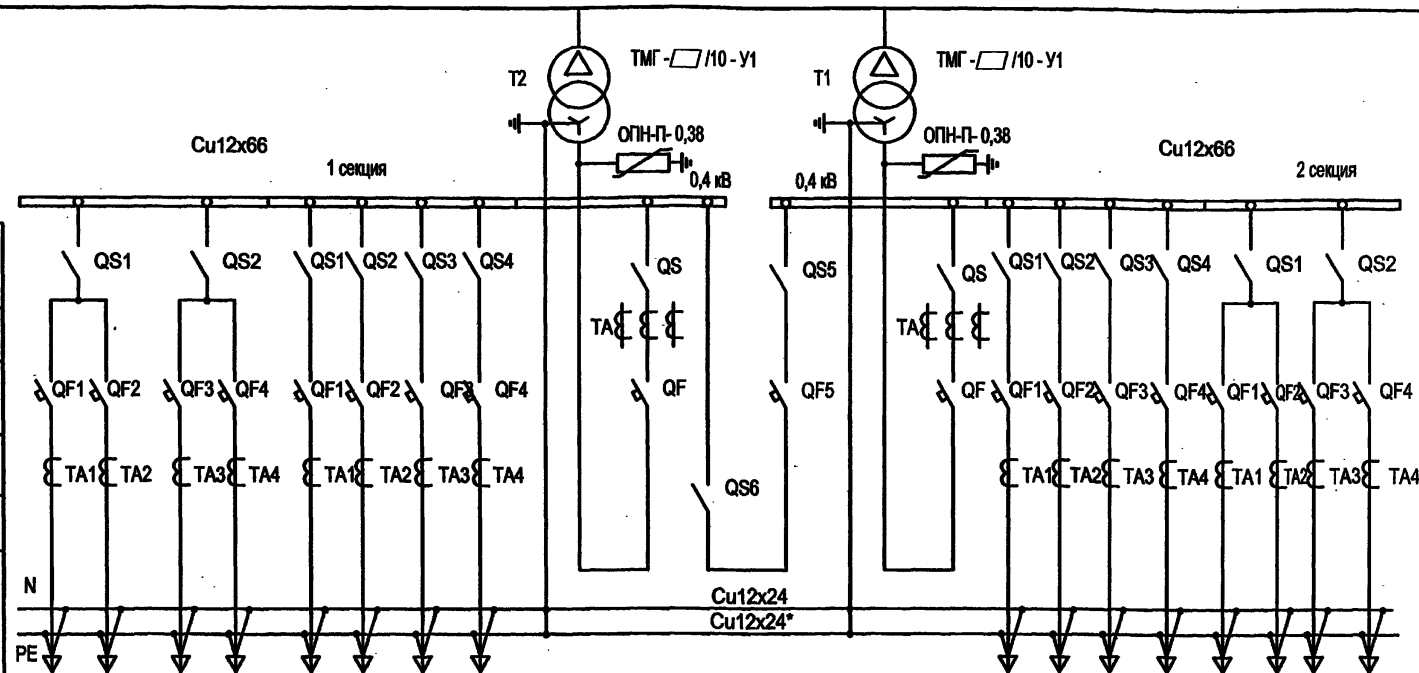 ТМГ - /10 - У1
ТМГ - /10 - У1
Т2
Т1
ОПН-П- 0,38
ОПН-П- 0,38
Cu12x66
Cu12x66
1 секция
0,4 кВ
0,4 кВ
2 секция
QS1 QS2 QS1 QS2 QS3 QS4 QS QS5 QS QS1 QS2 QS3 QS4 QS1 QS2
TA TA
QF1 QF2 QF3 QF4 QF1 QF2 QF3 QF4 QF QF5 QF QF1 QF2 QF3 QF4 QF1 QF2 QF3 QF4
TA1 TA2 TA3 TA4 TA1 TA2 TA3 TA4 TA1 TA2 TA3 TA4 TA1 TA2 TA3 TA4
QS6
N
Cu12x24
Cu12x24*
PE